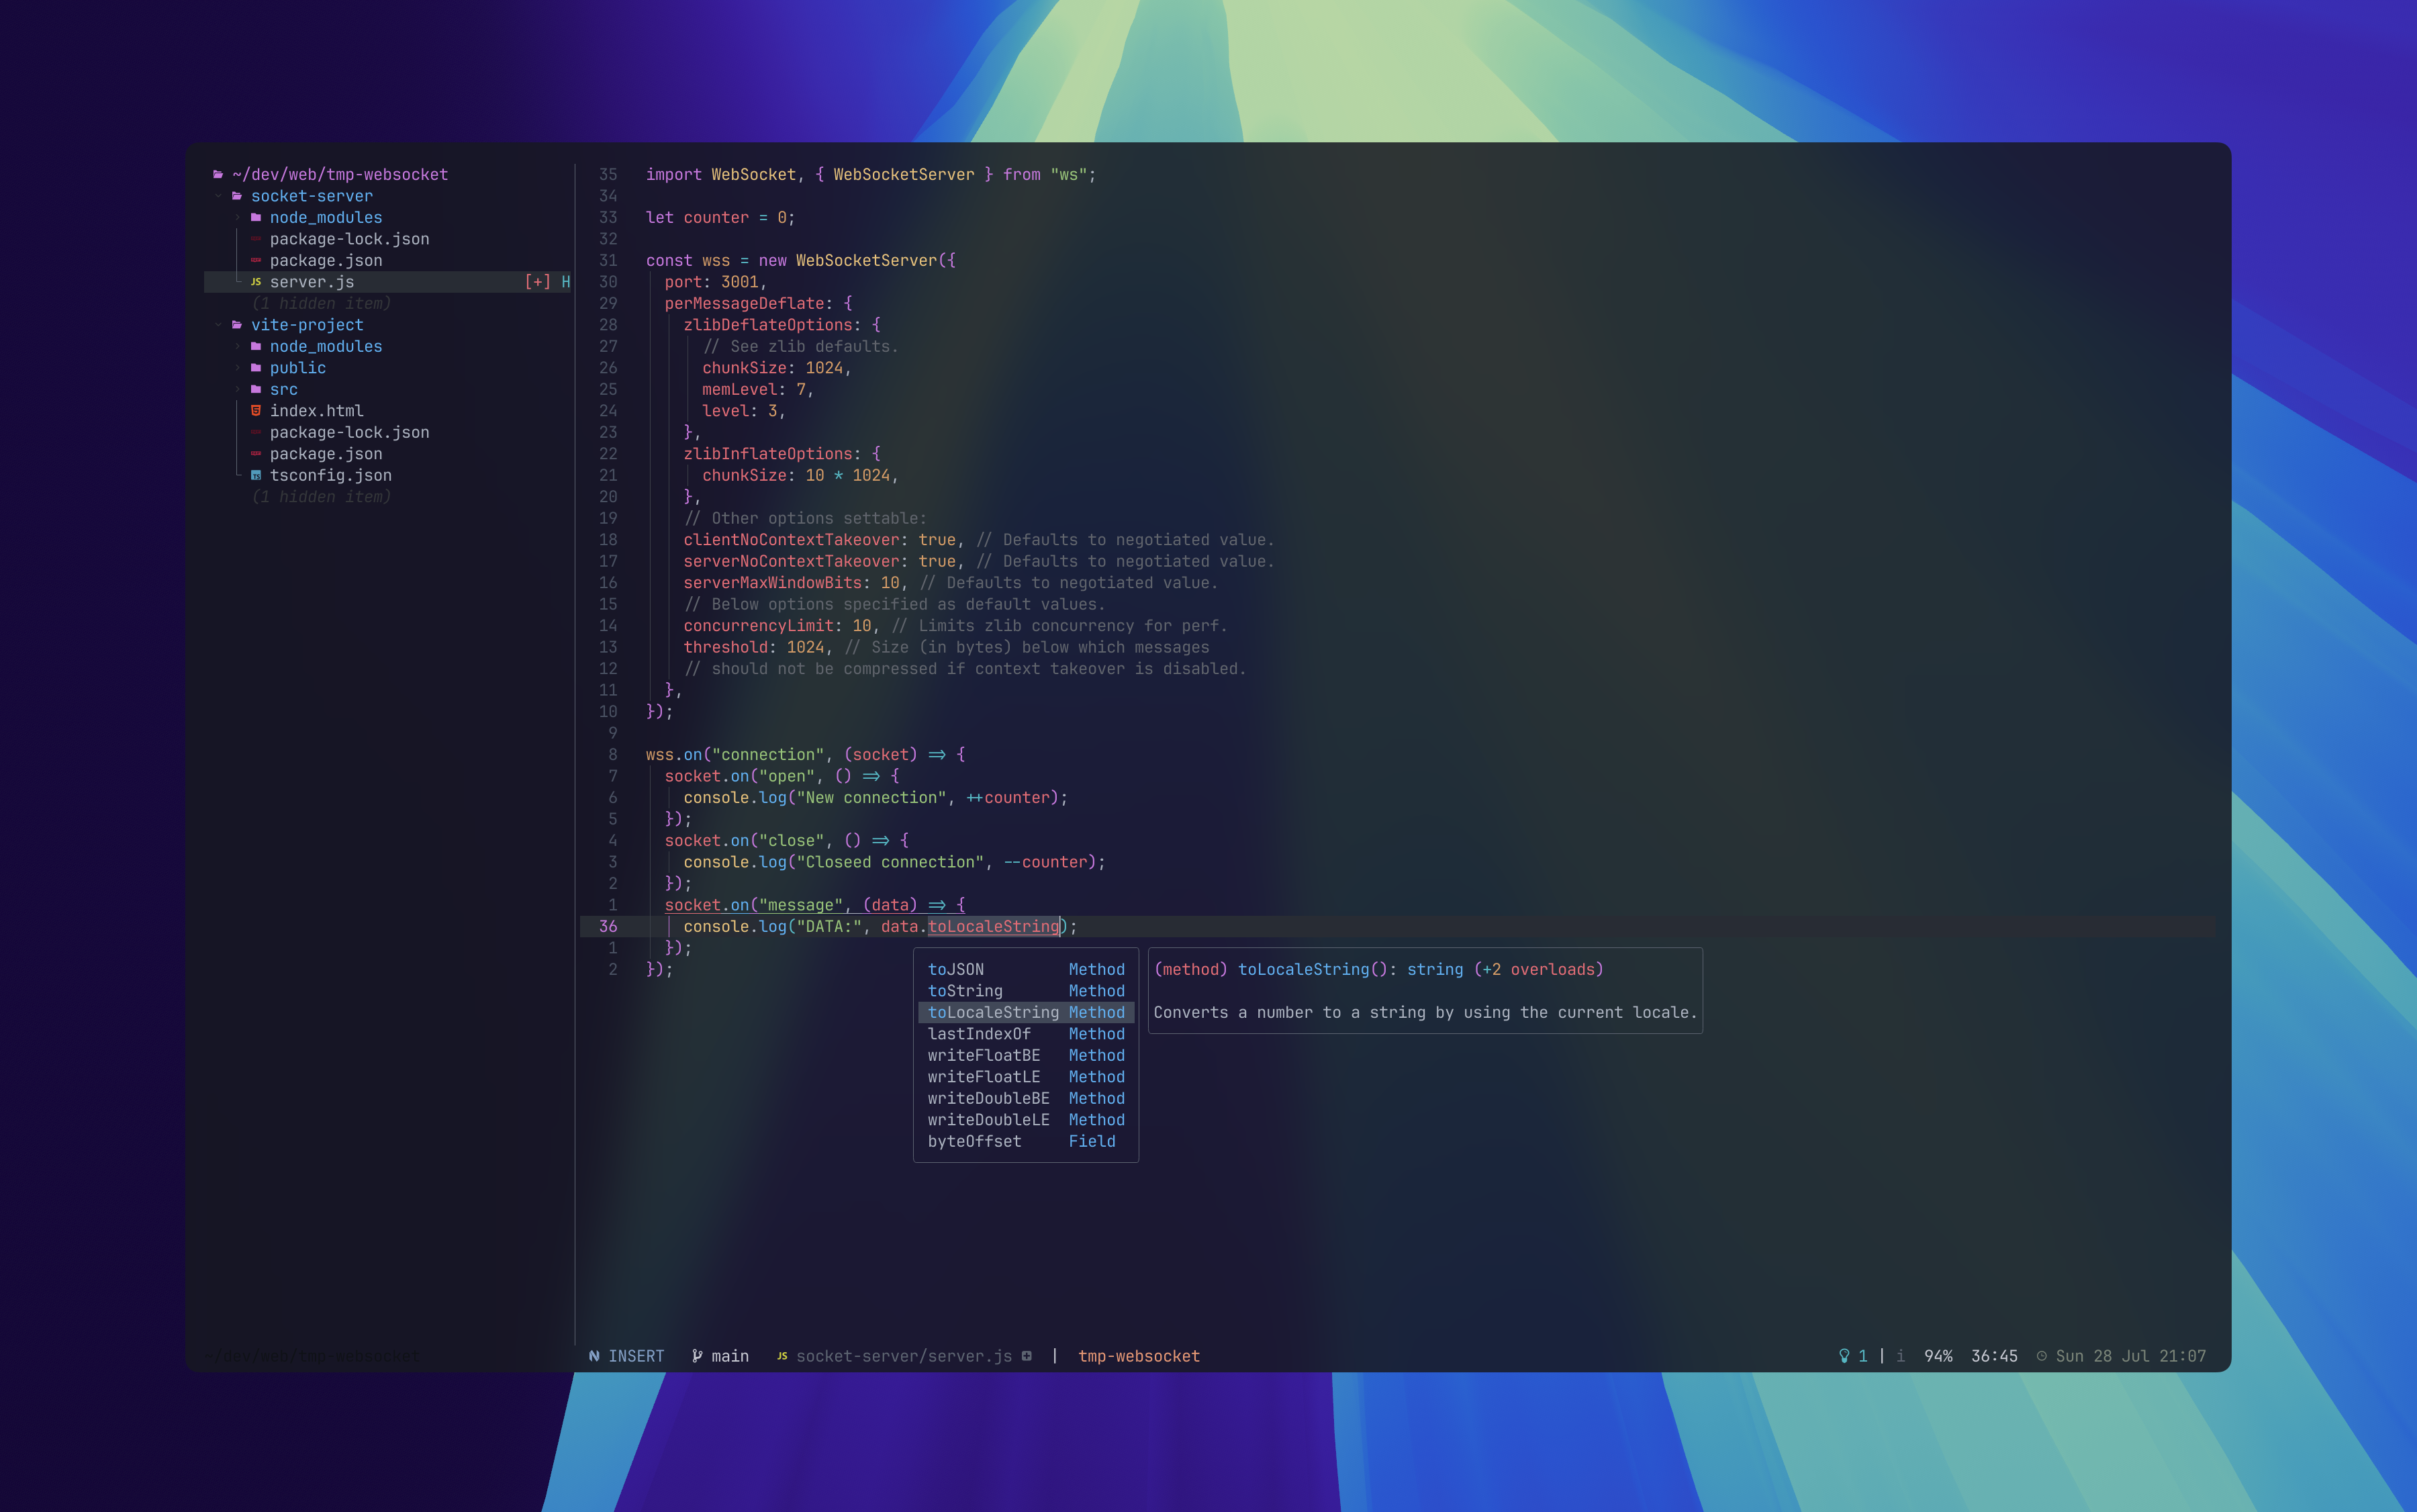 ~/dev/web/tmp-websocket
socket-server
node_modules
package-lock.json
package.json
JS server.js [+] H
(1 hidden item)
vite-project
node_modules
public
src
index.html
package-lock.json
package.json
tsconfig.json
(1 hidden item)
~/dev/web/tmp-websocket
35 import WebSocket, { WebSocketServer } from "ws";
34
33 let counter = 0;
32
31 const wss = new WebSocketServer({
30 port: 3001,
29 perMessageDeflate: {
28 zlibDeflateOptions: {
27 // See zlib defaults.
26 chunkSize: 1024,
25 memLevel: 7,
24 level: 3,
23 },
22 zlibInflateOptions: {
21 chunkSize: 10 * 1024,
20 },
19 // Other options settable:
18 clientNoContextTakeover: true, // Defaults to negotiated value.
17 serverNoContextTakeover: true, // Defaults to negotiated value.
16 serverMaxWindowBits: 10, // Defaults to negotiated value.
15 // Below options specified as default values.
14 concurrencyLimit: 10, // Limits zlib concurrency for perf.
13 threshold: 1024, // Size (in bytes) below which messages
12 // should not be compressed if context takeover is disabled.
11 },
10 });
9
8 wss.on("connection", (socket) => {
7 socket.on("open", () => {
6 console.log("New connection", ++counter);
5 });
4 socket.on("close", () => {
3 console.log("Closeed connection", --counter);
2 });
1 socket.on("message", (data) => {
36 console.log("DATA:", data.toLocaleString);
1 });
2 });
toJSON Method
toString Method
toLocaleString Method
lastIndexOf Method
writeFloatBE Method
writeFloatLE Method
writeDoubleBE Method
writeDoubleLE Method
byteOffset Field
(method) toLocaleString(): string (+2 overloads)
Converts a number to a string by using the current locale.
INSERT main JS socket-server/server.js | tmp-websocket 1 | i 94% 36:45 Sun 28 Jul 21:07